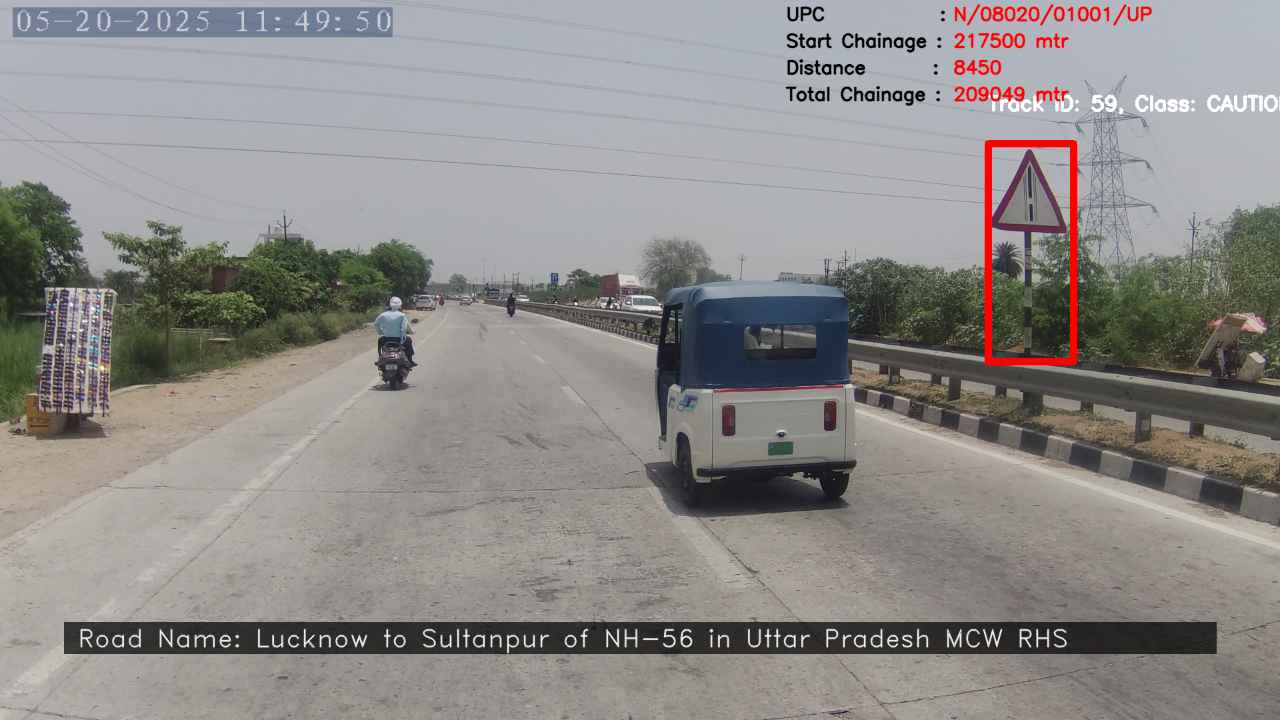 05-20-2025 11:49:50
UPC : N/08020/01001/UP
Start Chainage : 217500 mtr
Distance : 8450
Total Chainage : 209049 mtr
Track ID: 59, Class: CAUTIO
Road Name: Lucknow to Sultanpur of NH-56 in Uttar Pradesh MCW RHS